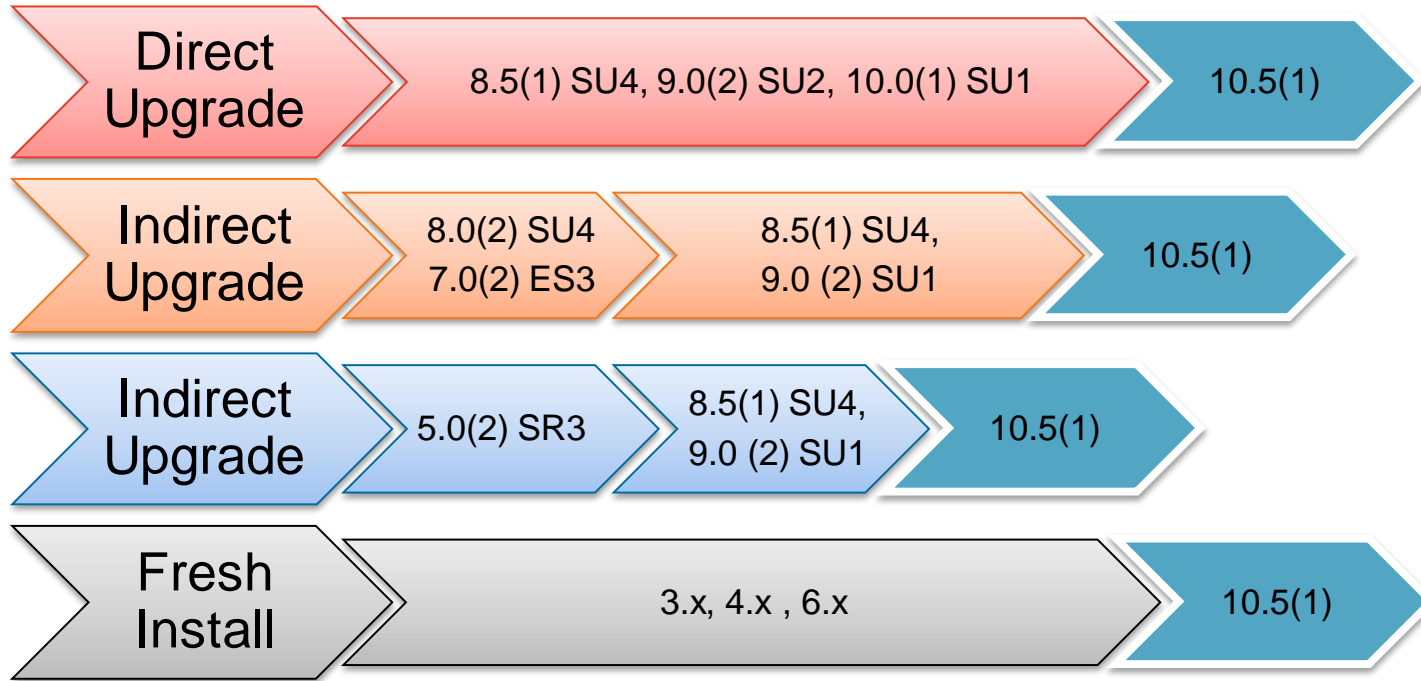 Direct
Upgrade
8.5(1) SU4, 9.0(2) SU2, 10.0(1) SU1
10.5(1)
Indirect
Upgrade
8.0(2) SU4
7.0(2) ES3
8.5(1) SU4,
9.0 (2) SU1
10.5(1)
Indirect
Upgrade
5.0(2) SR3
8.5(1) SU4,
9.0 (2) SU1
10.5(1)
Fresh
Install
3.x, 4.x , 6.x
10.5(1)